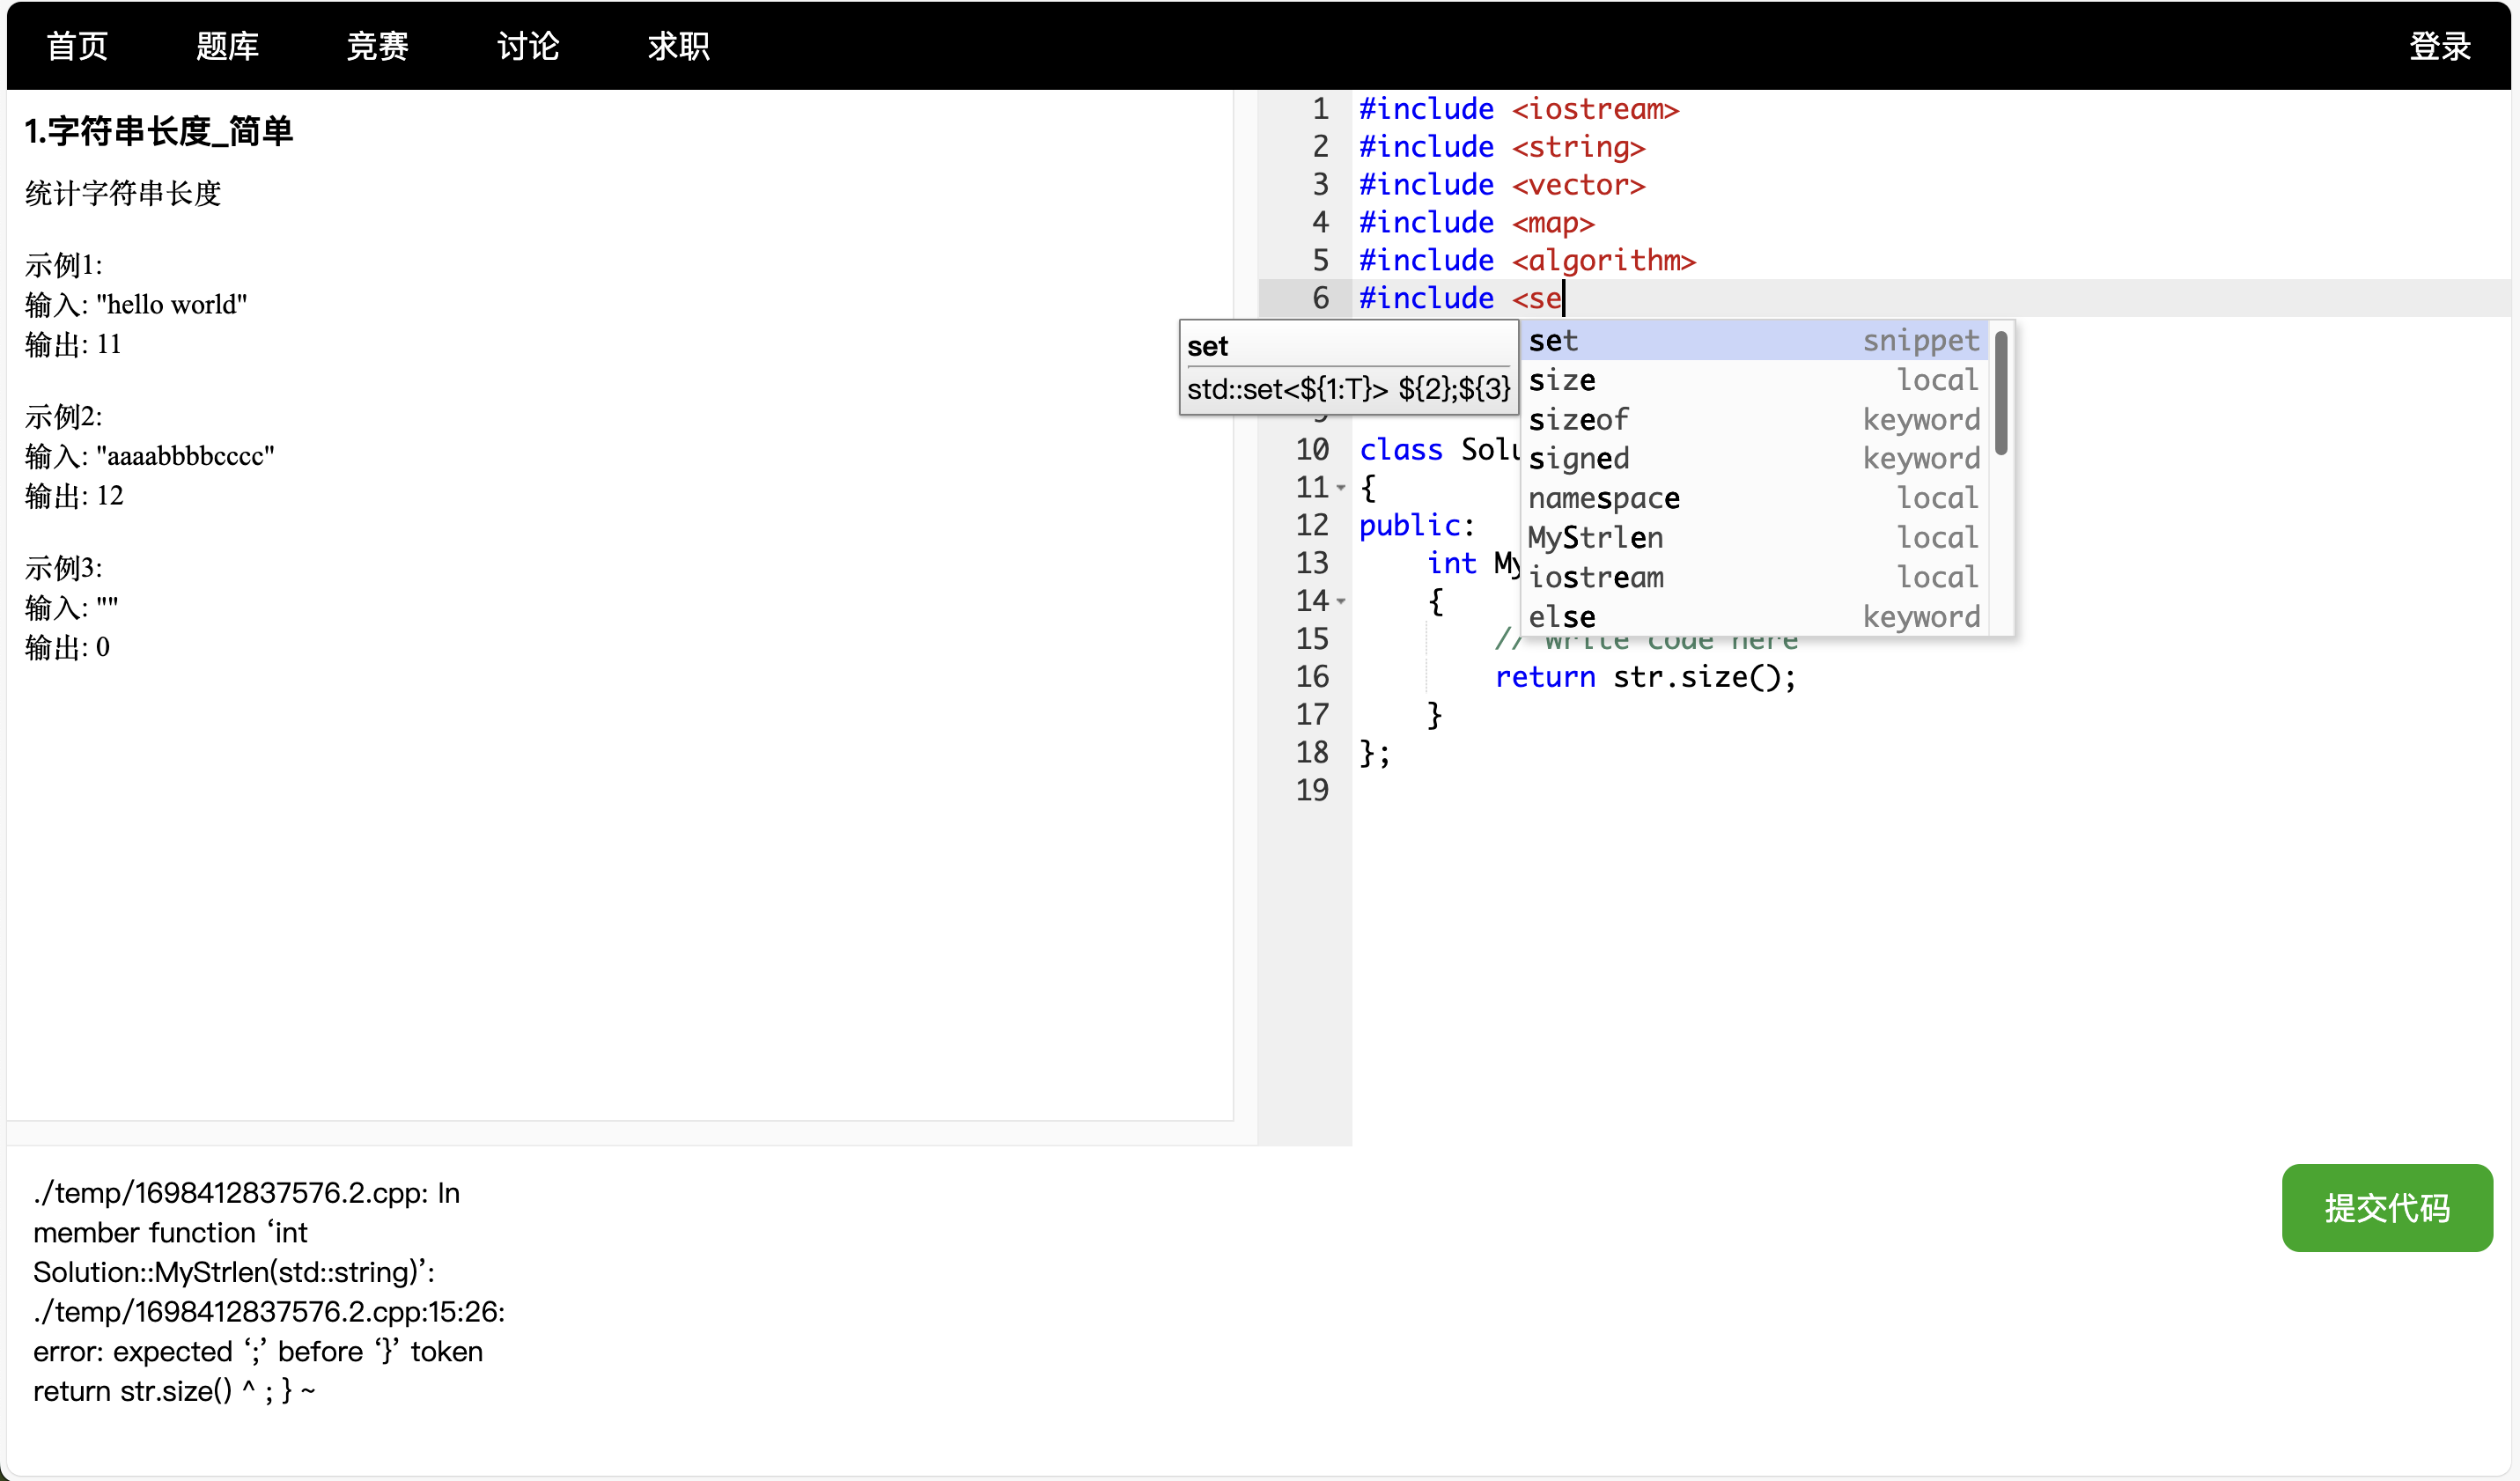 首页 题库 竞赛 讨论 求职 登录
1.字符串长度_简单
统计字符串长度
示例1:
输入: "hello world"
输出: 11
示例2:
输入: "aaaabbbbcccc"
输出: 12
示例3:
输入: ""
输出: 0
1 #include <iostream>
2 #include <string>
3 #include <vector>
4 #include <map>
5 #include <algorithm>
6 #include <se
set
std::set<${1:T}> ${2};${3}
set snippet
size local
sizeof keyword
signed keyword
namespace local
MyStrlen local
iostream local
else keyword
10 class Solu
11 {
12 public:
13 int My
14 {
15 // Write code here
16 return str.size();
17 }
18 };
19
./temp/1698412837576.2.cpp: In
member function ‘int
Solution::MyStrlen(std::string)’:
./temp/1698412837576.2.cpp:15:26:
error: expected ‘;’ before ‘}’ token
return str.size() ^ ; } ~
提交代码